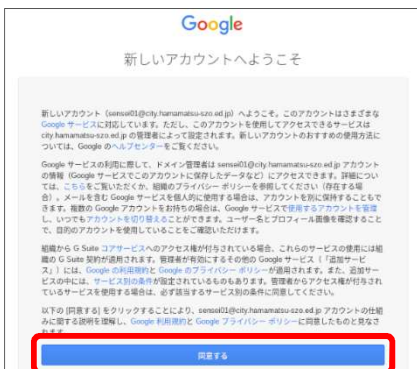 Google
新しいアカウントへようこそ
新しいアカウント（sensei01@city.hamamatsu-szo.ed.jp）へようこそ。このアカウントはさまざまな
Google サービスに対応しています。ただし、このアカウントを使用してアクセスできるサービスは
city.hamamatsu-szo.ed.jp の管理者によって設定されます。新しいアカウントのおすすめの使用方法に
ついては、Google のヘルプセンターをご覧ください。
Google サービスの利用に際して、ドメイン管理者は sensei01@city.hamamatsu-szo.ed.jp アカウント
の情報（Google サービスでこのアカウントに保存したデータなど）にアクセスできます。詳細につい
ては、こちらをご覧いただくか、組織のプライバシー ポリシーを参照してください（存在する場
合）。メールを含む Google サービスを個人的に使用する場合は、アカウントを別に保持することもで
きます。複数の Google アカウントをお持ちの場合は、Google サービスで使用するアカウントを管理
し、いつでもアカウントを切り替えることができます。ユーザー名とプロフィール画像を確認すること
で、目的のアカウントを使用していることをご確認いただけます。
組織から G Suite コアサービスへのアクセス権が付与されている場合、これらのサービスの使用には組
織の G Suite 契約が適用されます。管理者が有効にするその他の Google サービス（「追加サービ
ス」）には、Google の利用規約と Google のプライバシー ポリシーが適用されます。また、追加サー
ビスの中には、サービス別の条件が設定されているものもあります。管理者からアクセス権が付与され
ているサービスを使用する場合は、必ず該当するサービス別の条件に同意してください。
以下の [同意する] をクリックすることにより、sensei01@city.hamamatsu-szo.ed.jp アカウントの仕組
みに関する説明を理解し、Google 利用規約と Google プライバシー ポリシーに同意したものと見なさ
れます。
同意する